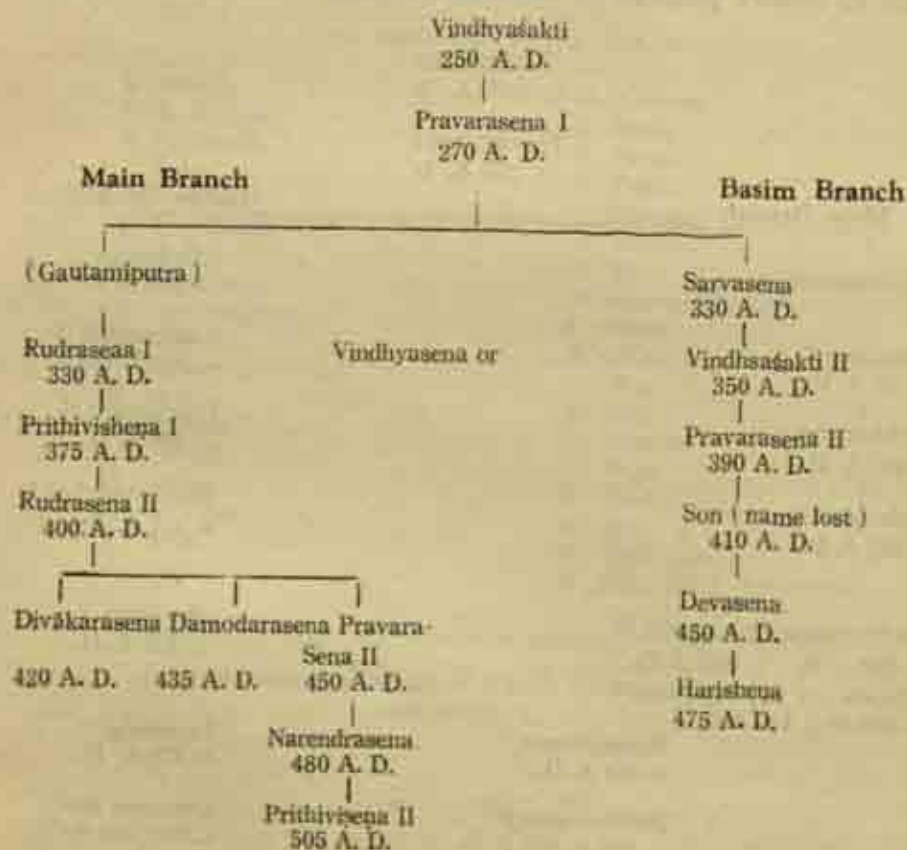 Vindhyaśakti
250 A. D.
Pravarasena I
270 A. D.
Main Branch
Basim Branch
(Gautamiputra)
Sarvasena
330 A. D.
Rudraseaa I
330 A. D.
Vindhyasena or
Vindhsaśakti II
350 A. D.
Prithivisheṇa I
375 A. D.
Pravarasena II
390 A. D.
Rudrasena II
400 A. D.
Son (name lost)
410 A. D.
Divākarasena Damodarasena Pravara-
Sena II
420 A. D. 435 A. D. 450 A. D.
Devasena
450 A. D.
Narendrasena
480 A. D.
Harisheua
475 A. D.
Prithiviseṇa II
505 A. D.